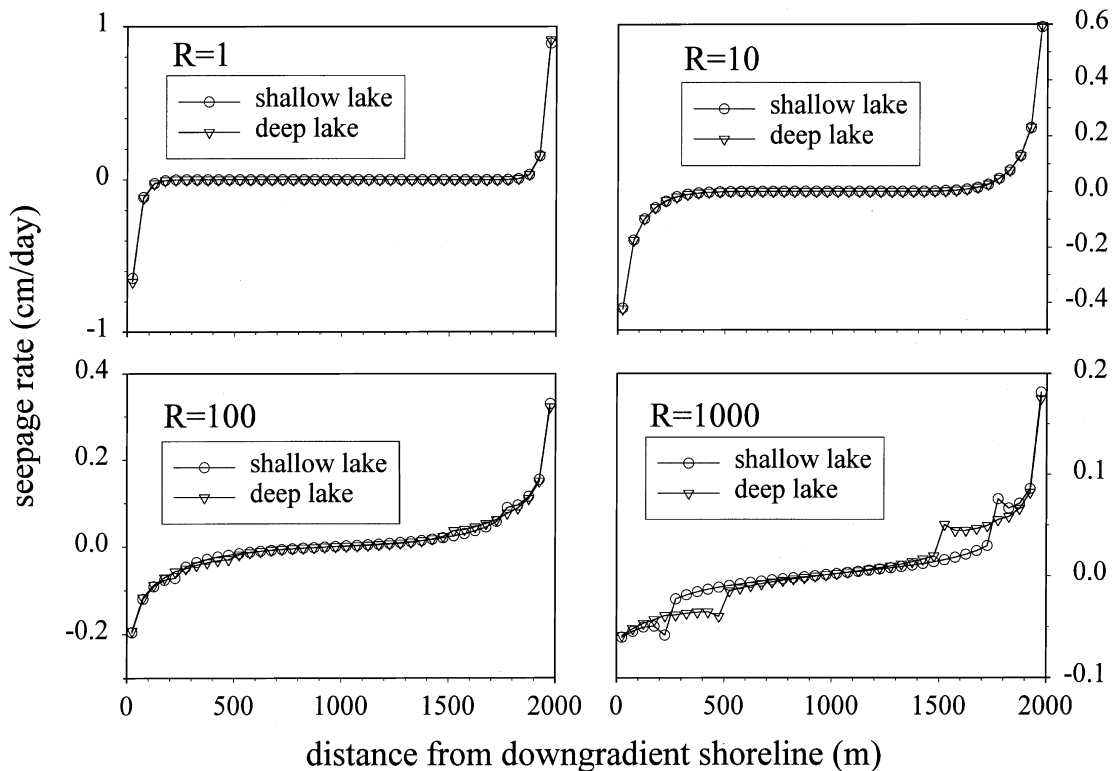 1
R=1
shallow lake
deep lake
0
-1
0.6
R=10
shallow lake
deep lake
0.4
0.2
0.0
-0.2
-0.4
seepage rate (cm/day)
0.4
R=100
shallow lake
deep lake
0.2
0.0
-0.2
0.2
R=1000
shallow lake
deep lake
0.1
0.0
-0.1
0 500 1000 1500 2000
0 500 1000 1500 2000
distance from downgradient shoreline (m)